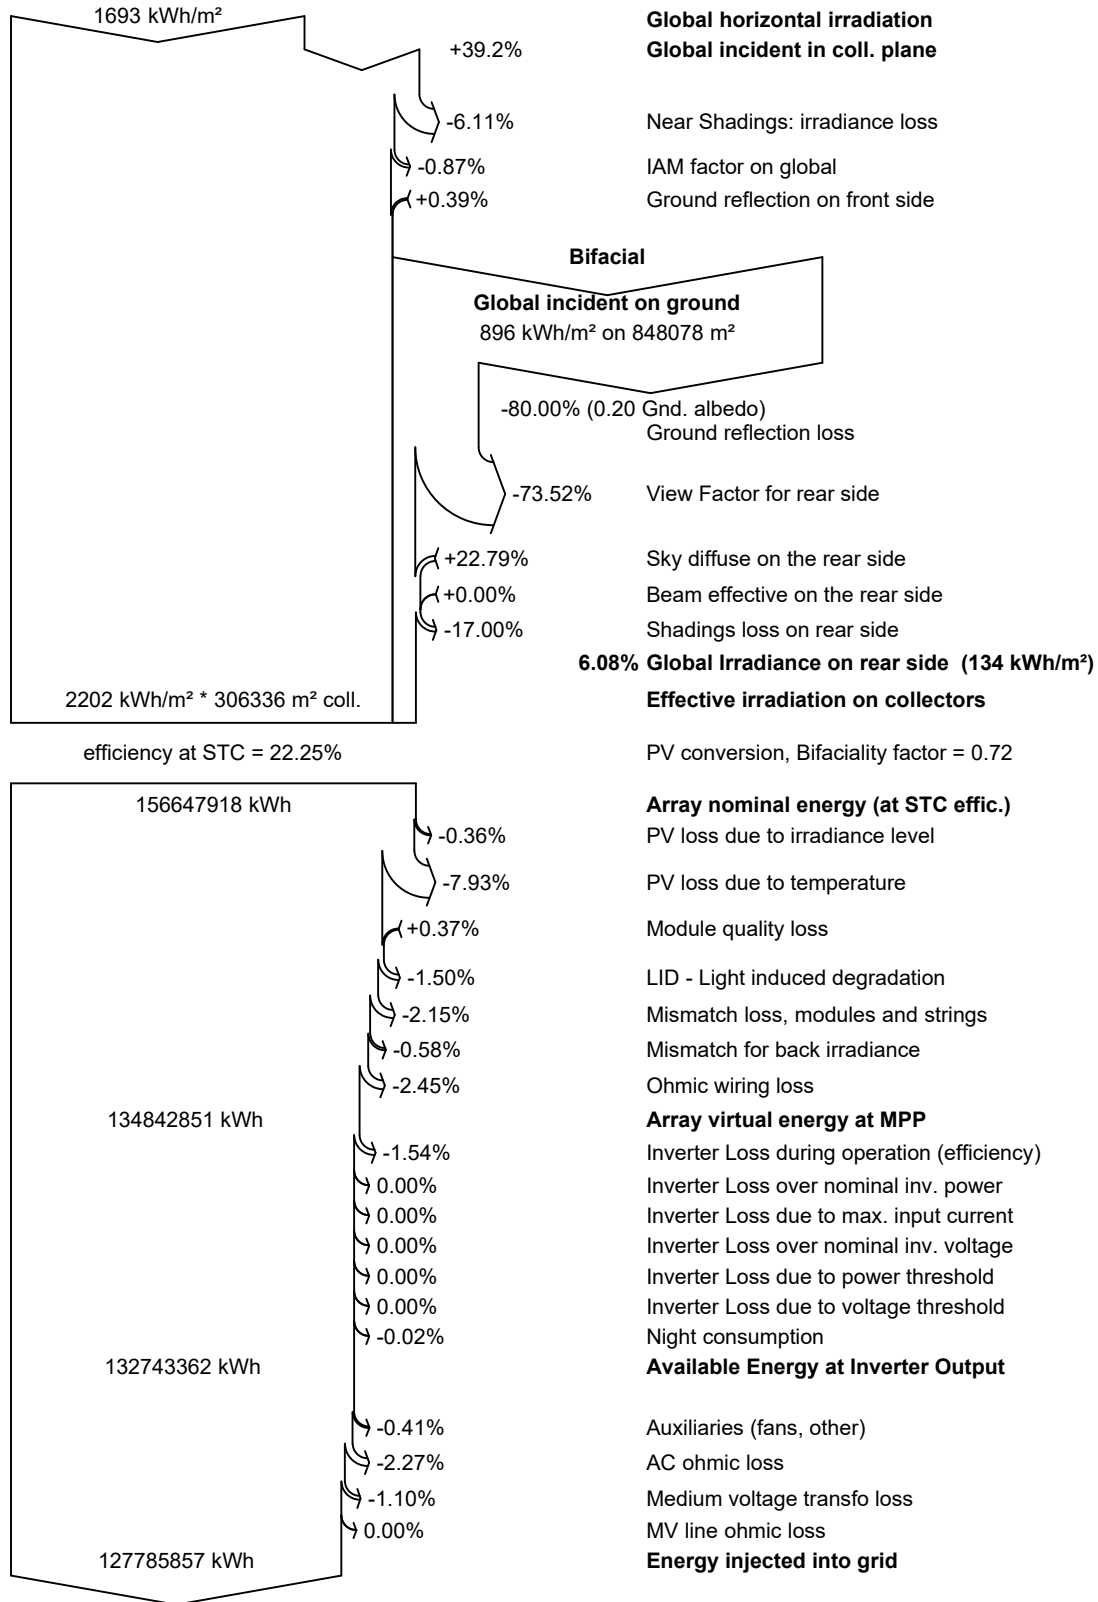 1693 kWh/m² Global horizontal irradiation
+39.2% Global incident in coll. plane
-6.11% Near Shadings: irradiance loss
-0.87% IAM factor on global
+0.39% Ground reflection on front side
Bifacial
Global incident on ground
896 kWh/m² on 848078 m²
-80.00% (0.20 Gnd. albedo)
Ground reflection loss
-73.52% View Factor for rear side
+22.79% Sky diffuse on the rear side
+0.00% Beam effective on the rear side
-17.00% Shadings loss on rear side
6.08% Global Irradiance on rear side (134 kWh/m²)
2202 kWh/m² * 306336 m² coll. Effective irradiation on collectors
efficiency at STC = 22.25% PV conversion, Bifaciality factor = 0.72
156647918 kWh Array nominal energy (at STC effic.)
-0.36% PV loss due to irradiance level
-7.93% PV loss due to temperature
+0.37% Module quality loss
-1.50% LID - Light induced degradation
-2.15% Mismatch loss, modules and strings
-0.58% Mismatch for back irradiance
-2.45% Ohmic wiring loss
134842851 kWh Array virtual energy at MPP
-1.54% Inverter Loss during operation (efficiency)
0.00% Inverter Loss over nominal inv. power
0.00% Inverter Loss due to max. input current
0.00% Inverter Loss over nominal inv. voltage
0.00% Inverter Loss due to power threshold
0.00% Inverter Loss due to voltage threshold
-0.02% Night consumption
132743362 kWh Available Energy at Inverter Output
-0.41% Auxiliaries (fans, other)
-2.27% AC ohmic loss
-1.10% Medium voltage transfo loss
0.00% MV line ohmic loss
127785857 kWh Energy injected into grid